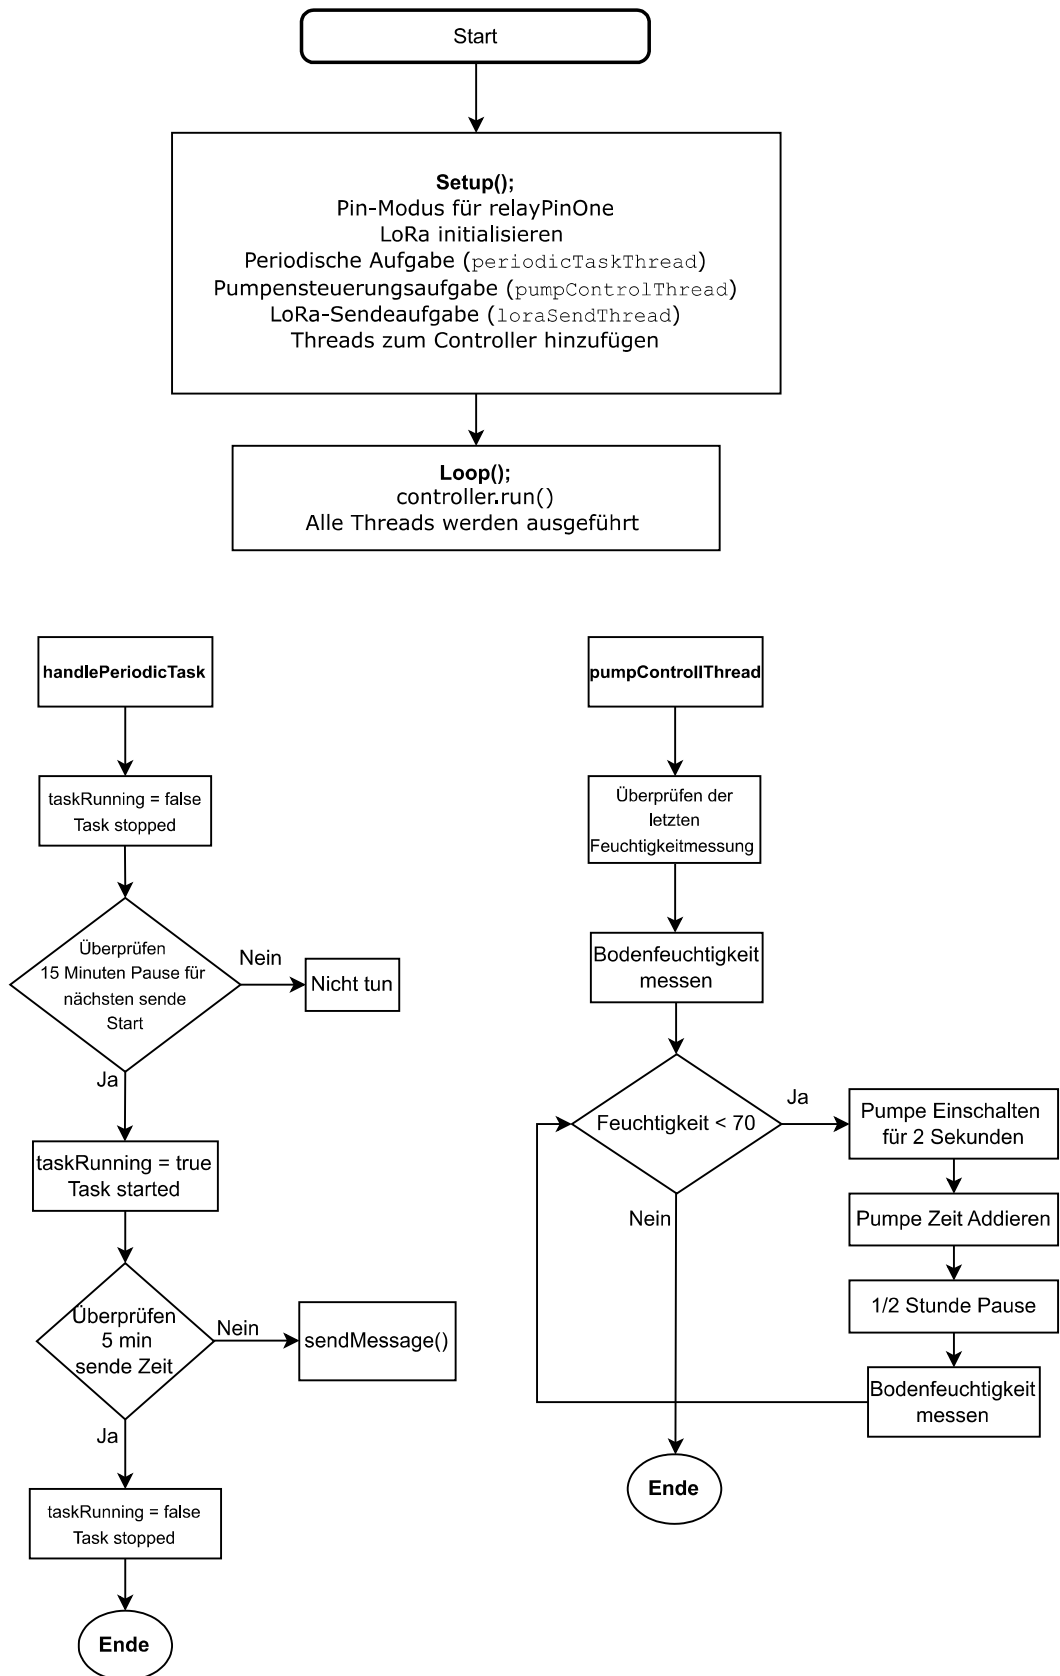 Start
Setup();
Pin-Modus für relayPinOne
LoRa initialisieren
Periodische Aufgabe (periodicTaskThread)
Pumpensteuerungsaufgabe (pumpControlThread)
LoRa-Sendeaufgabe (loraSendThread)
Threads zum Controller hinzufügen
Loop();
controller.run()
Alle Threads werden ausgeführt
handlePeriodicTask
taskRunning = false
Task stopped
Überprüfen
15 Minuten Pause für
nächsten sende
Start
Nein
Nicht tun
Ja
taskRunning = true
Task started
Überprüfen
5 min
sende Zeit
Nein
sendMessage()
Ja
taskRunning = false
Task stopped
Ende
pumpControllThread
Überprüfen der
letzten
Feuchtigkeitmessung
Bodenfeuchtigkeit
messen
Feuchtigkeit < 70
Ja
Pumpe Einschalten
für 2 Sekunden
Pumpe Zeit Addieren
1/2 Stunde Pause
Bodenfeuchtigkeit
messen
Nein
Ende